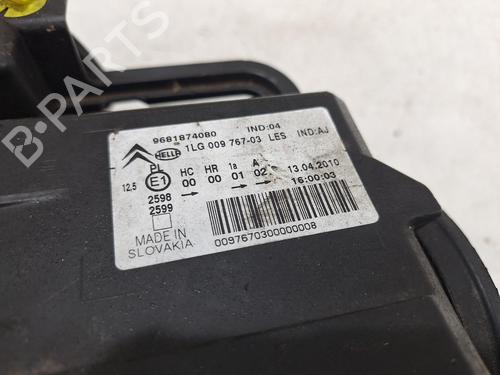 9681874080 IND:04
HELLA 1LG 009 767-03 LES IND:AJ
PL HC HR 1a A 13.04.2010
12.5 E1 00 00 01 02 16:00:03
2598
2599
MADE IN
SLOVAKIA
00976703000000008
B-PARTS